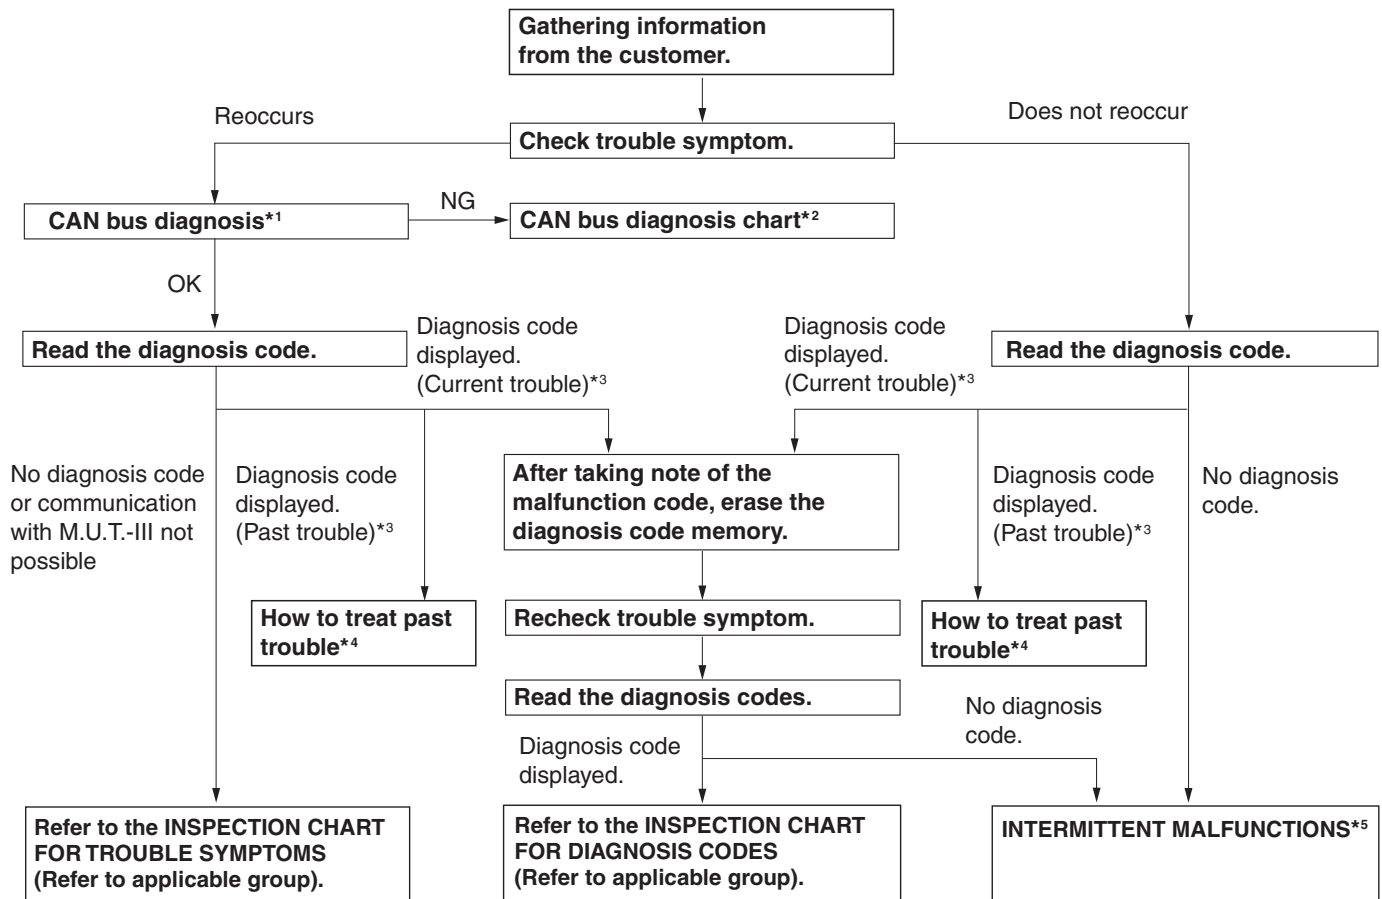 Gathering information
from the customer.
Reoccurs
Does not reoccur
Check trouble symptom.
CAN bus diagnosis*1
NG
CAN bus diagnosis chart*2
OK
Read the diagnosis code.
Diagnosis code
displayed.
(Current trouble)*3
Diagnosis code
displayed.
(Current trouble)*3
Read the diagnosis code.
No diagnosis code
or communication
with M.U.T.-III not
possible
Diagnosis code
displayed.
(Past trouble)*3
After taking note of the
malfunction code, erase the
diagnosis code memory.
Diagnosis code
displayed.
(Past trouble)*3
No diagnosis
code.
How to treat past
trouble*4
Recheck trouble symptom.
How to treat past
trouble*4
Read the diagnosis codes.
No diagnosis
code.
Diagnosis code
displayed.
Refer to the INSPECTION CHART
FOR TROUBLE SYMPTOMS
(Refer to applicable group).
Refer to the INSPECTION CHART
FOR DIAGNOSIS CODES
(Refer to applicable group).
INTERMITTENT MALFUNCTIONS*5